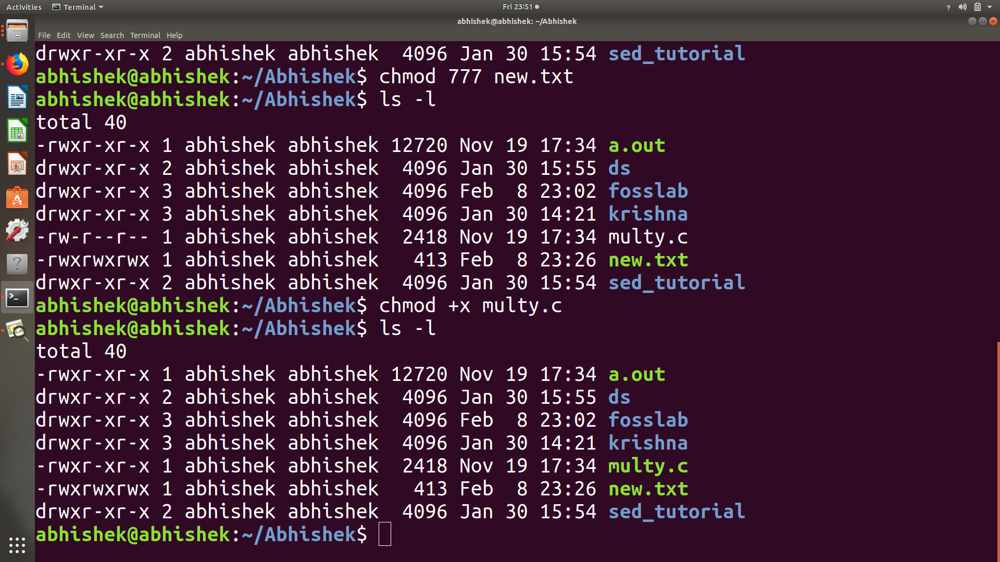 Activities Terminal Fri 23:51
abhishek@abhishek: ~/Abhishek
File Edit View Search Terminal Help
drwxr-xr-x 2 abhishek abhishek  4096 Jan 30 15:54 sed_tutorial
abhishek@abhishek:~/Abhishek$ chmod 777 new.txt
abhishek@abhishek:~/Abhishek$ ls -l
total 40
-rwxr-xr-x 1 abhishek abhishek 12720 Nov 19 17:34 a.out
drwxr-xr-x 2 abhishek abhishek  4096 Jan 30 15:55 ds
drwxr-xr-x 3 abhishek abhishek  4096 Feb  8 23:02 fosslab
drwxr-xr-x 3 abhishek abhishek  4096 Jan 30 14:21 krishna
-rw-r--r-- 1 abhishek abhishek  2418 Nov 19 17:34 multy.c
-rwxrwxrwx 1 abhishek abhishek   413 Feb  8 23:26 new.txt
drwxr-xr-x 2 abhishek abhishek  4096 Jan 30 15:54 sed_tutorial
abhishek@abhishek:~/Abhishek$ chmod +x multy.c
abhishek@abhishek:~/Abhishek$ ls -l
total 40
-rwxr-xr-x 1 abhishek abhishek 12720 Nov 19 17:34 a.out
drwxr-xr-x 2 abhishek abhishek  4096 Jan 30 15:55 ds
drwxr-xr-x 3 abhishek abhishek  4096 Feb  8 23:02 fosslab
drwxr-xr-x 3 abhishek abhishek  4096 Jan 30 14:21 krishna
-rwxr-xr-x 1 abhishek abhishek  2418 Nov 19 17:34 multy.c
-rwxrwxrwx 1 abhishek abhishek   413 Feb  8 23:26 new.txt
drwxr-xr-x 2 abhishek abhishek  4096 Jan 30 15:54 sed_tutorial
abhishek@abhishek:~/Abhishek$